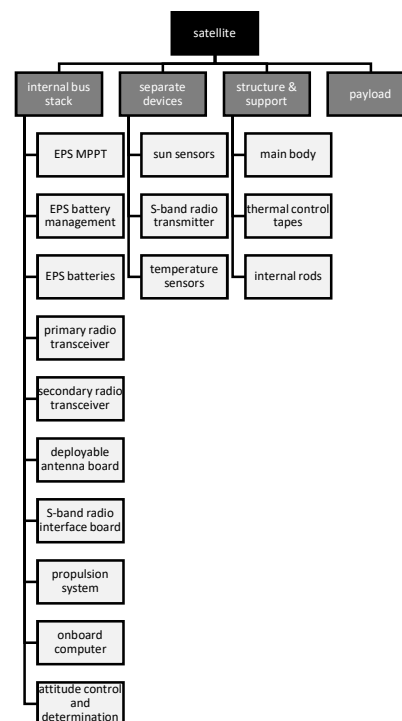 satellite
internal bus
stack
separate
devices
structure &
support
payload
EPS MPPT
sun sensors
main body
EPS battery
management
S-band radio
transmitter
thermal control
tapes
EPS batteries
temperature
sensors
internal rods
primary radio
transceiver
secondary radio
transceiver
deployable
antenna board
S-band radio
interface board
propulsion
system
onboard
computer
attitude control
and
determination